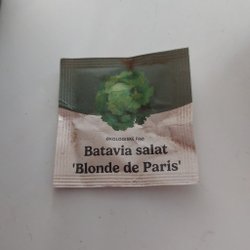 ØKOLOGISKE FRØ
Batavia salat
'Blonde de Paris'